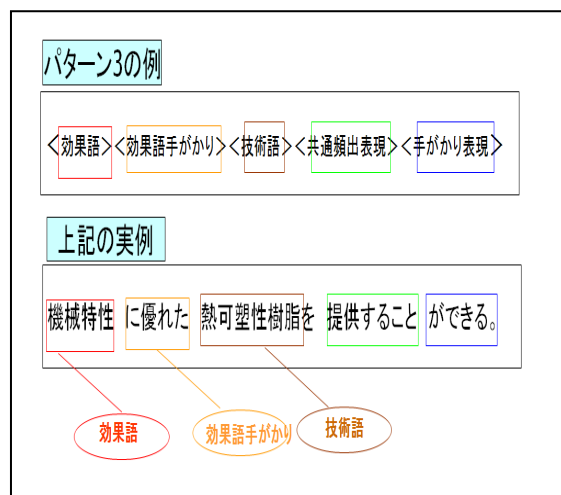 パターン3の例
<効果語><効果語手がかり><技術語><共通頻出表現><手がかり表現>
上記の実例
機械特性 に優れた 熱可塑性樹脂を 提供すること ができる。
効果語 効果語手がかり 技術語